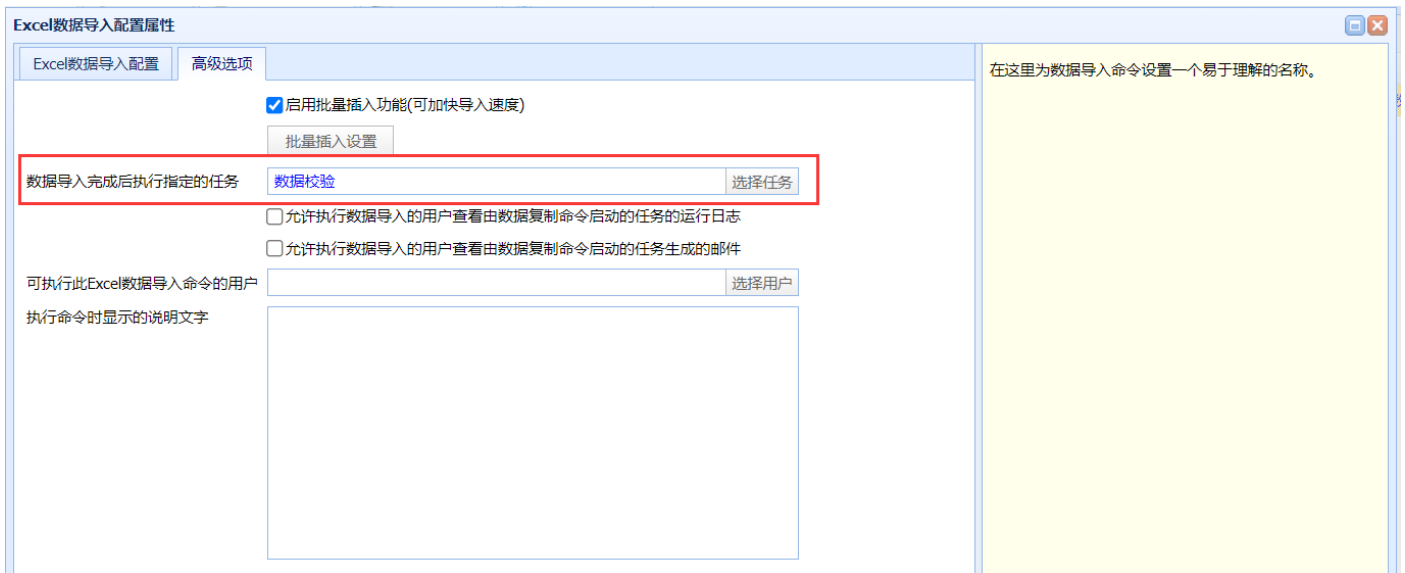 Excel数据导入配置属性
Excel数据导入配置 高级选项
在这里为数据导入命令设置一个易于理解的名称。
启用批量插入功能(可加快导入速度)
批量插入设置
数据导入完成后执行指定的任务 数据校验 选择任务
允许执行数据导入的用户查看由数据复制命令启动的任务的运行日志
允许执行数据导入的用户查看由数据复制命令启动的任务生成的邮件
可执行此Excel数据导入命令的用户 选择用户
执行命令时显示的说明文字